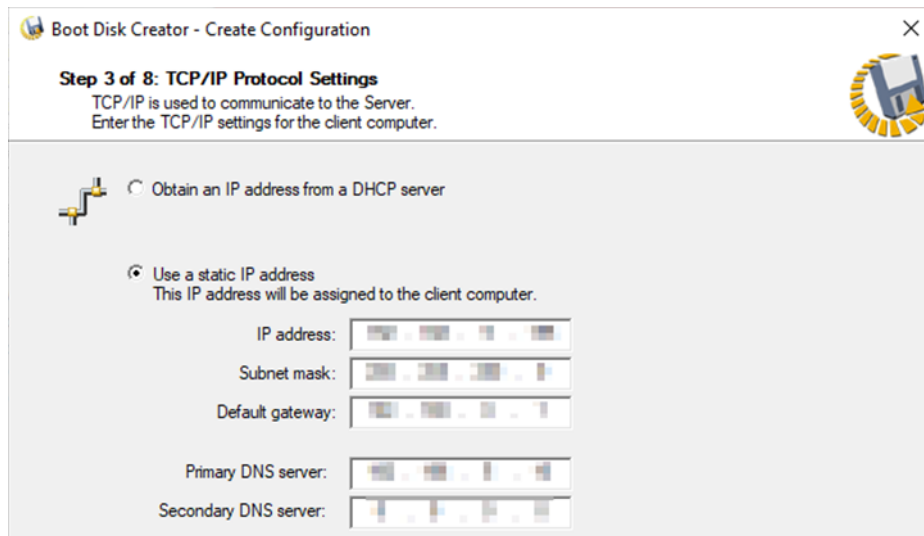 Boot Disk Creator - Create Configuration
Step 3 of 8: TCP/IP Protocol Settings
TCP/IP is used to communicate to the Server.
Enter the TCP/IP settings for the client computer.
Obtain an IP address from a DHCP server
Use a static IP address
This IP address will be assigned to the client computer.
IP address:
Subnet mask:
Default gateway:
Primary DNS server:
Secondary DNS server: